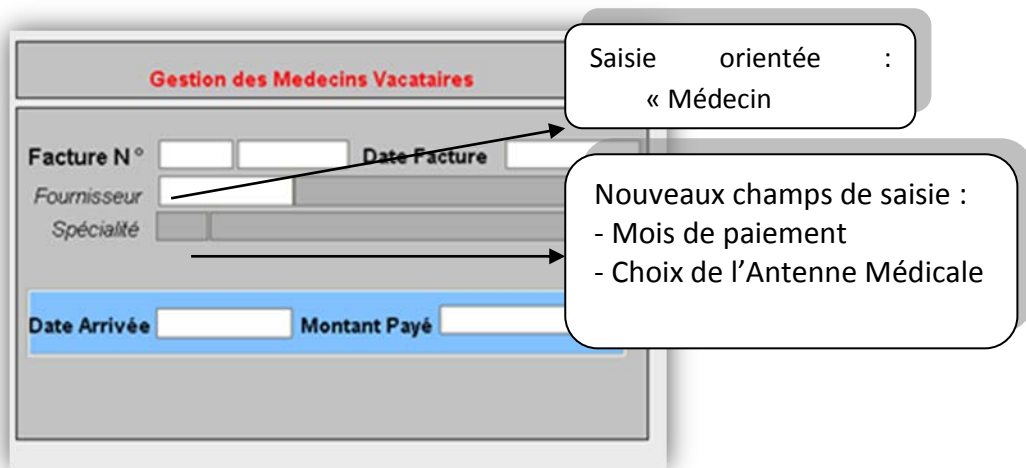 Gestion des Medecins Vacataires
Saisie orientée :
« Médecin
Facture N° Date Facture
Fournisseur
Spécialité
Nouveaux champs de saisie :
- Mois de paiement
- Choix de l’Antenne Médicale
Date Arrivée Montant Payé